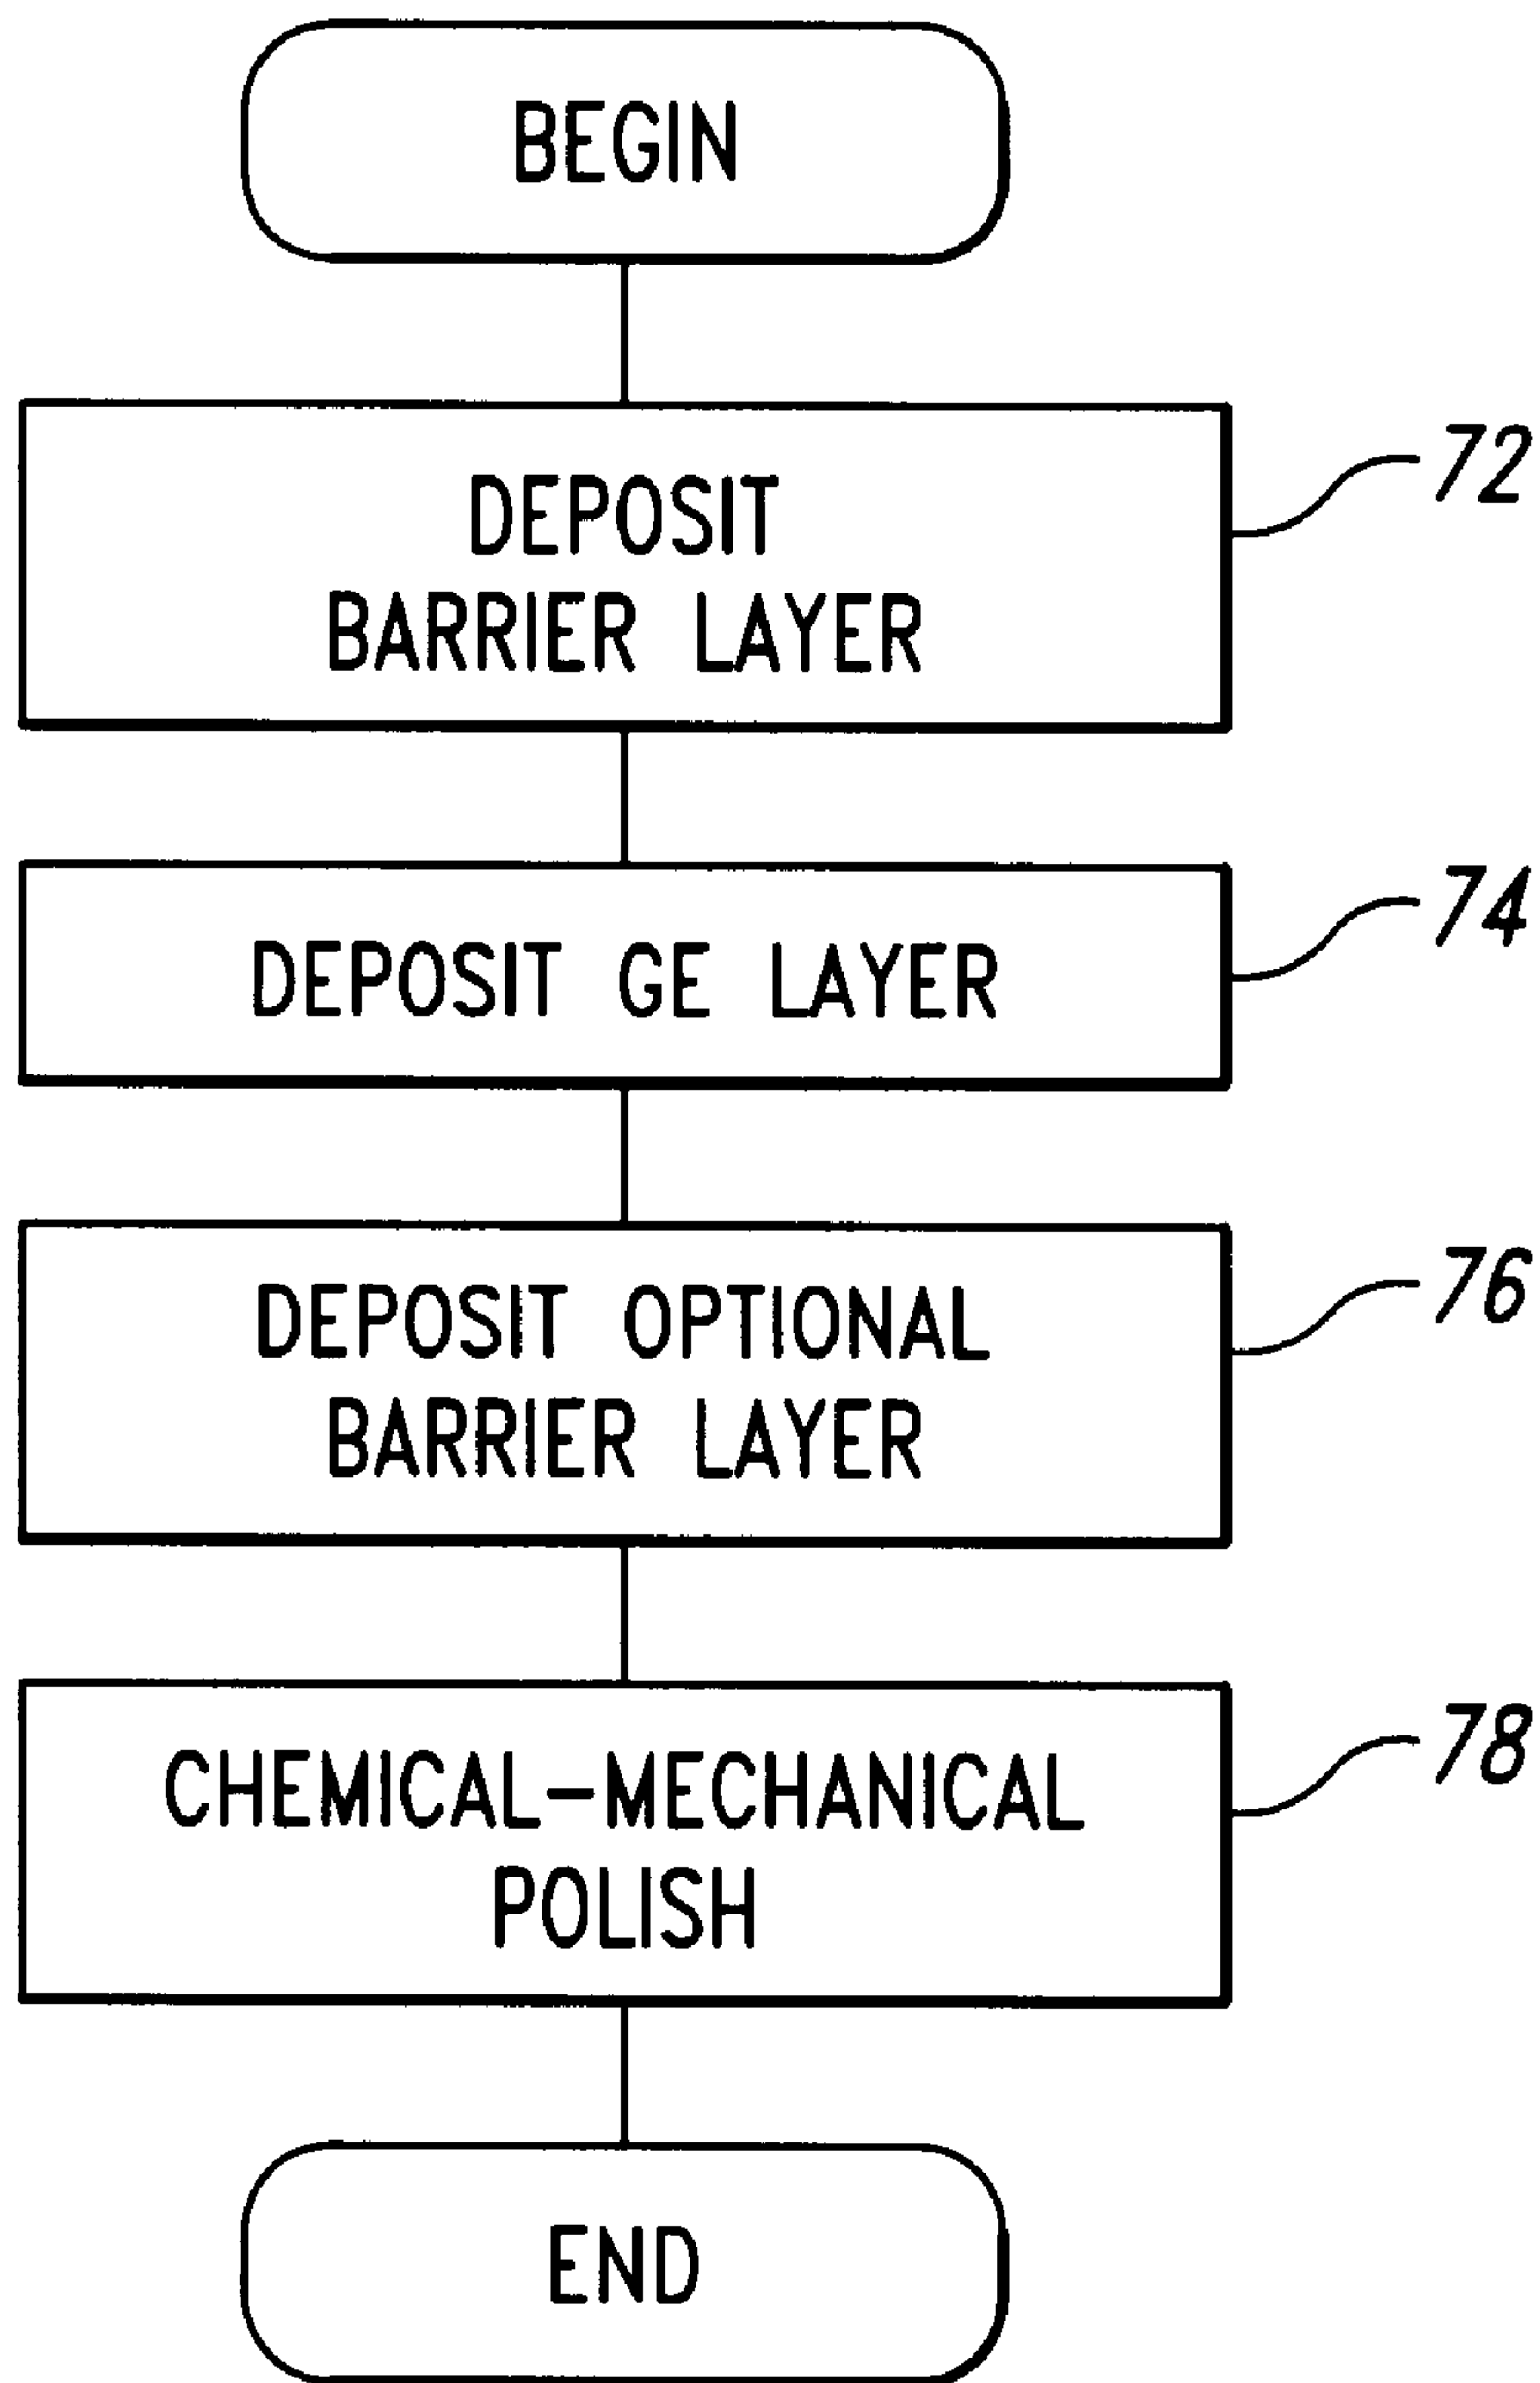 BEGIN
DEPOSIT
BARRIER LAYER
72
DEPOSIT GE LAYER
74
DEPOSIT OPTIONAL
BARRIER LAYER
76
CHEMICAL-MECHANICAL
POLISH
78
END